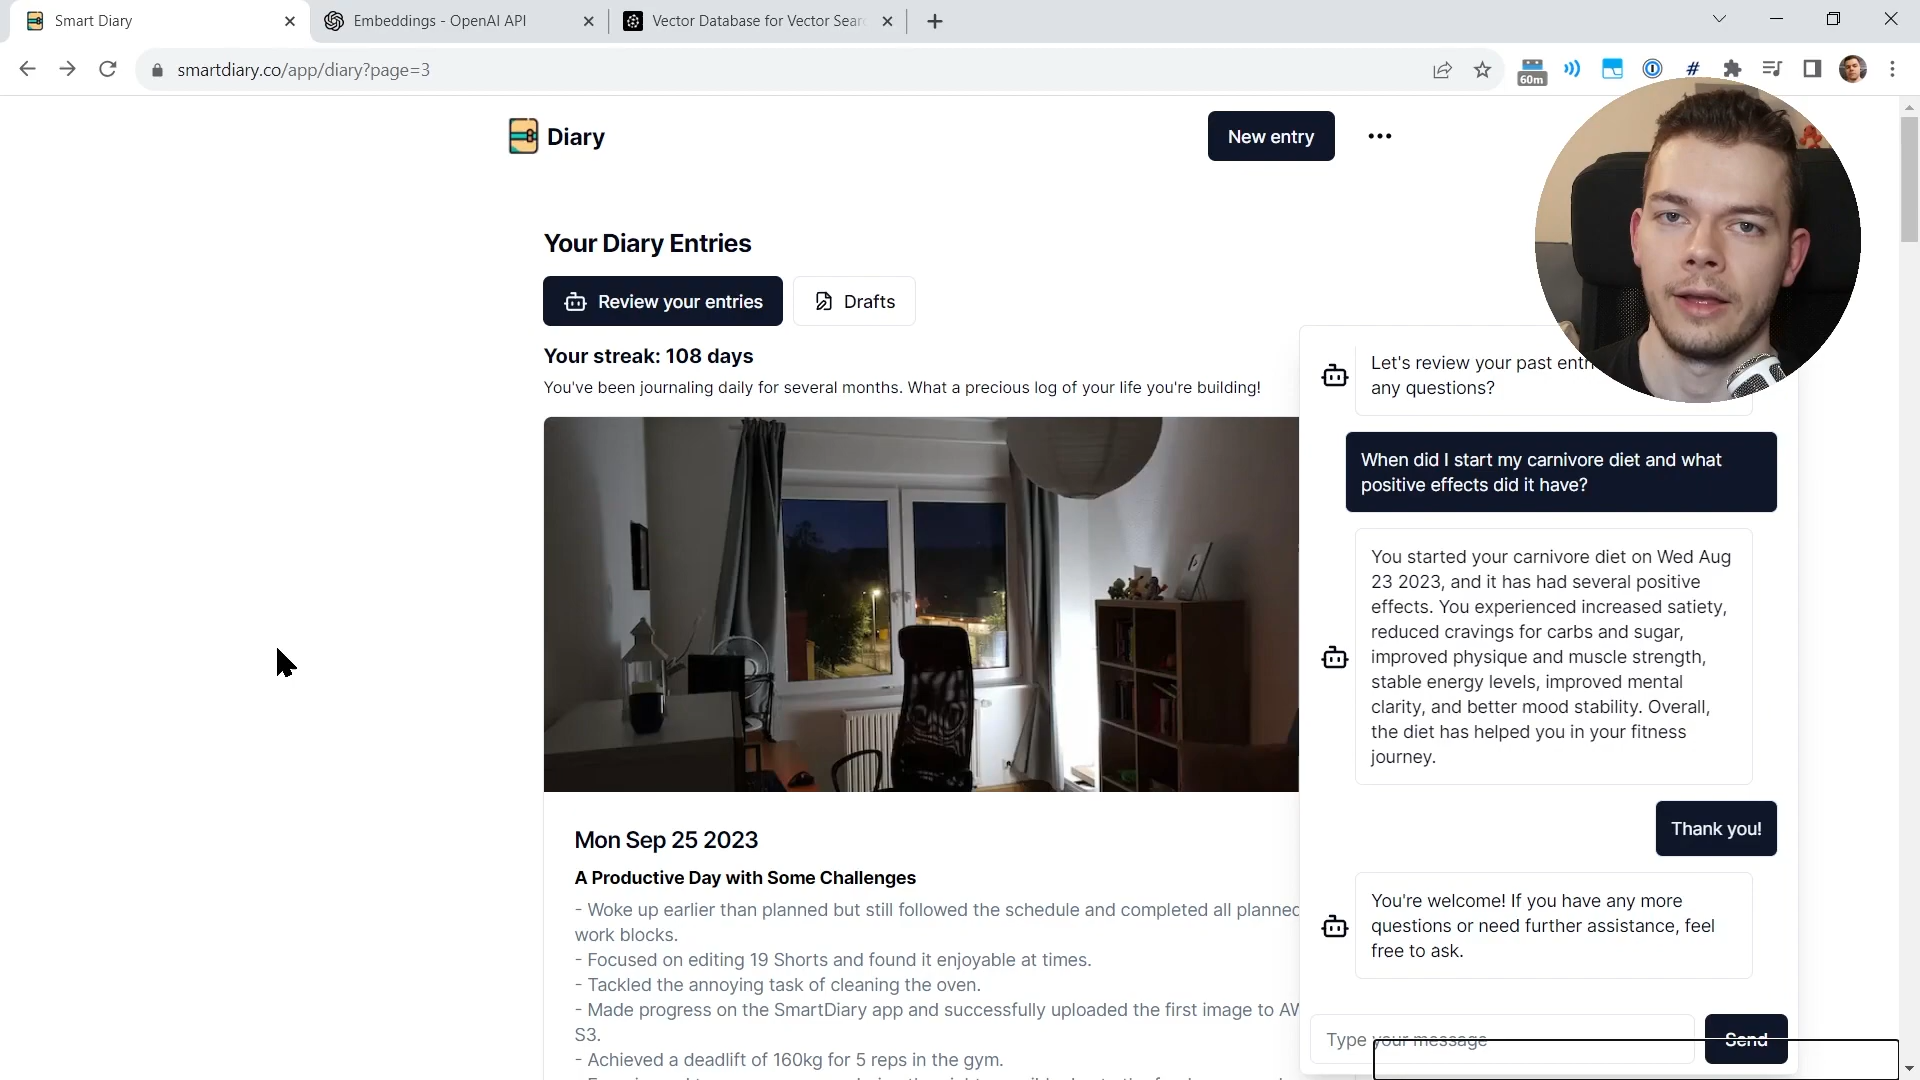 Smart Diary
Embeddings - OpenAI API
Vector Database for Vector Sear
smartdiary.co/app/diary?page=3
60m
Diary
New entry
Your Diary Entries
Review your entries
Drafts
Your streak: 108 days
You've been journaling daily for several months. What a precious log of your life you're building!
Mon Sep 25 2023
A Productive Day with Some Challenges
- Woke up earlier than planned but still followed the schedule and completed all planned
work blocks.
- Focused on editing 19 Shorts and found it enjoyable at times.
- Tackled the annoying task of cleaning the oven.
- Made progress on the SmartDiary app and successfully uploaded the first image to AW
S3.
- Achieved a deadlift of 160kg for 5 reps in the gym.
Let's review your past entr
any questions?
When did I start my carnivore diet and what
positive effects did it have?
You started your carnivore diet on Wed Aug
23 2023, and it has had several positive
effects. You experienced increased satiety,
reduced cravings for carbs and sugar,
improved physique and muscle strength,
stable energy levels, improved mental
clarity, and better mood stability. Overall,
the diet has helped you in your fitness
journey.
Thank you!
You're welcome! If you have any more
questions or need further assistance, feel
free to ask.
Type your message
Send